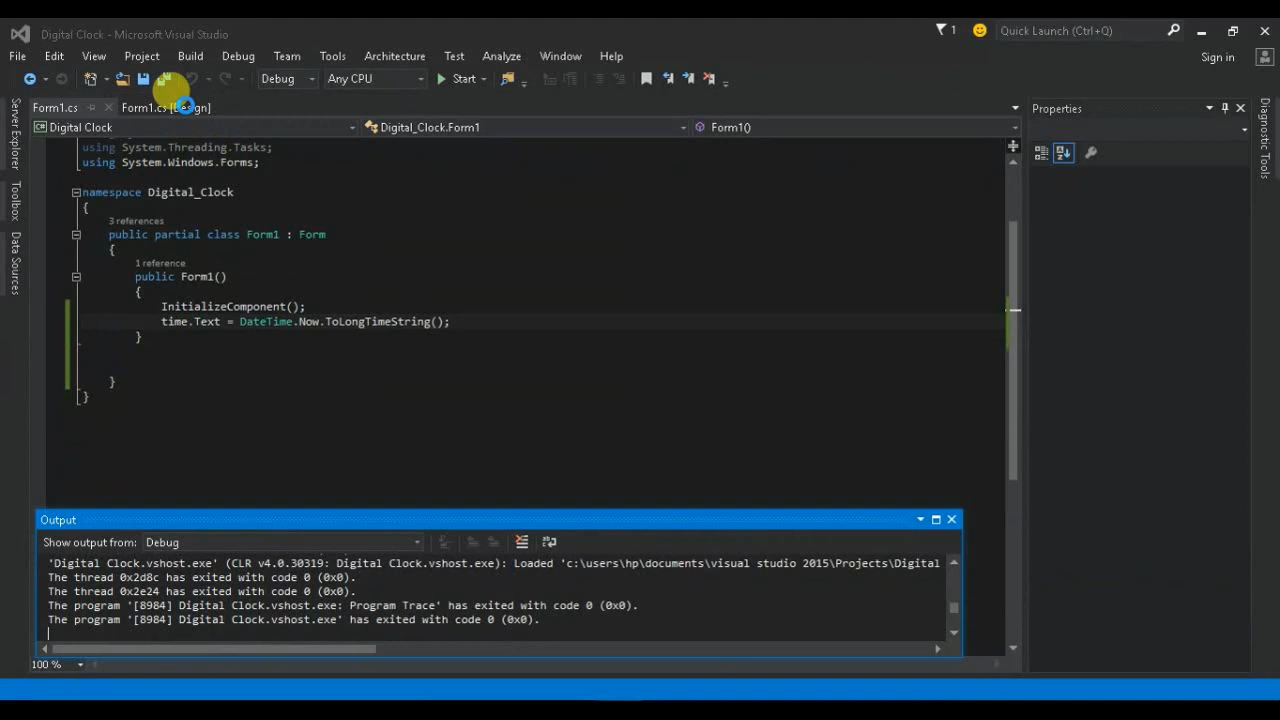 Digital Clock - Microsoft Visual Studio
1
Quick Launch (Ctrl+Q)
File Edit View Project Build Debug Team Tools Architecture Test Analyze Window Help
Sign in
Debug Any CPU Start
Form1.cs Form1.cs [Design]
Properties
Digital Clock Digital_Clock.Form1 Form1()
Server Explorer
Toolbox
Data Sources
Diagnostic Tools
using System.Threading.Tasks;
using System.Windows.Forms;
namespace Digital_Clock
{
3 references
public partial class Form1 : Form
{
1 reference
public Form1()
{
InitializeComponent();
time.Text = DateTime.Now.ToLongTimeString();
}
}
}
Output
Show output from: Debug
'Digital Clock.vshost.exe' (CLR v4.0.30319: Digital Clock.vshost.exe): Loaded 'c:\users\hp\documents\visual studio 2015\Projects\Digital
The thread 0x2d8c has exited with code 0 (0x0).
The thread 0x2e24 has exited with code 0 (0x0).
The program '[8984] Digital Clock.vshost.exe: Program Trace' has exited with code 0 (0x0).
The program '[8984] Digital Clock.vshost.exe' has exited with code 0 (0x0).
100 %